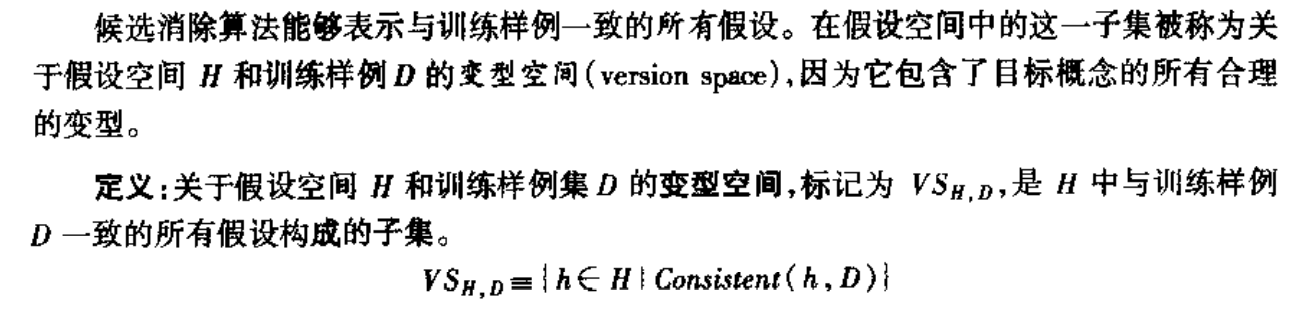 候选消除算法能够表示与训练样例一致的所有假设。在假设空间中的这一子集被称为关
于假设空间 H 和训练样例 D 的变型空间(version space),因为它包含了目标概念的所有合理
的变型。
定义:关于假设空间 H 和训练样例集 D 的变型空间,标记为 VS_{H,D},是 H 中与训练样例
D 一致的所有假设构成的子集。
VS_{H,D}≡{h∈H|Consistent(h,D)}